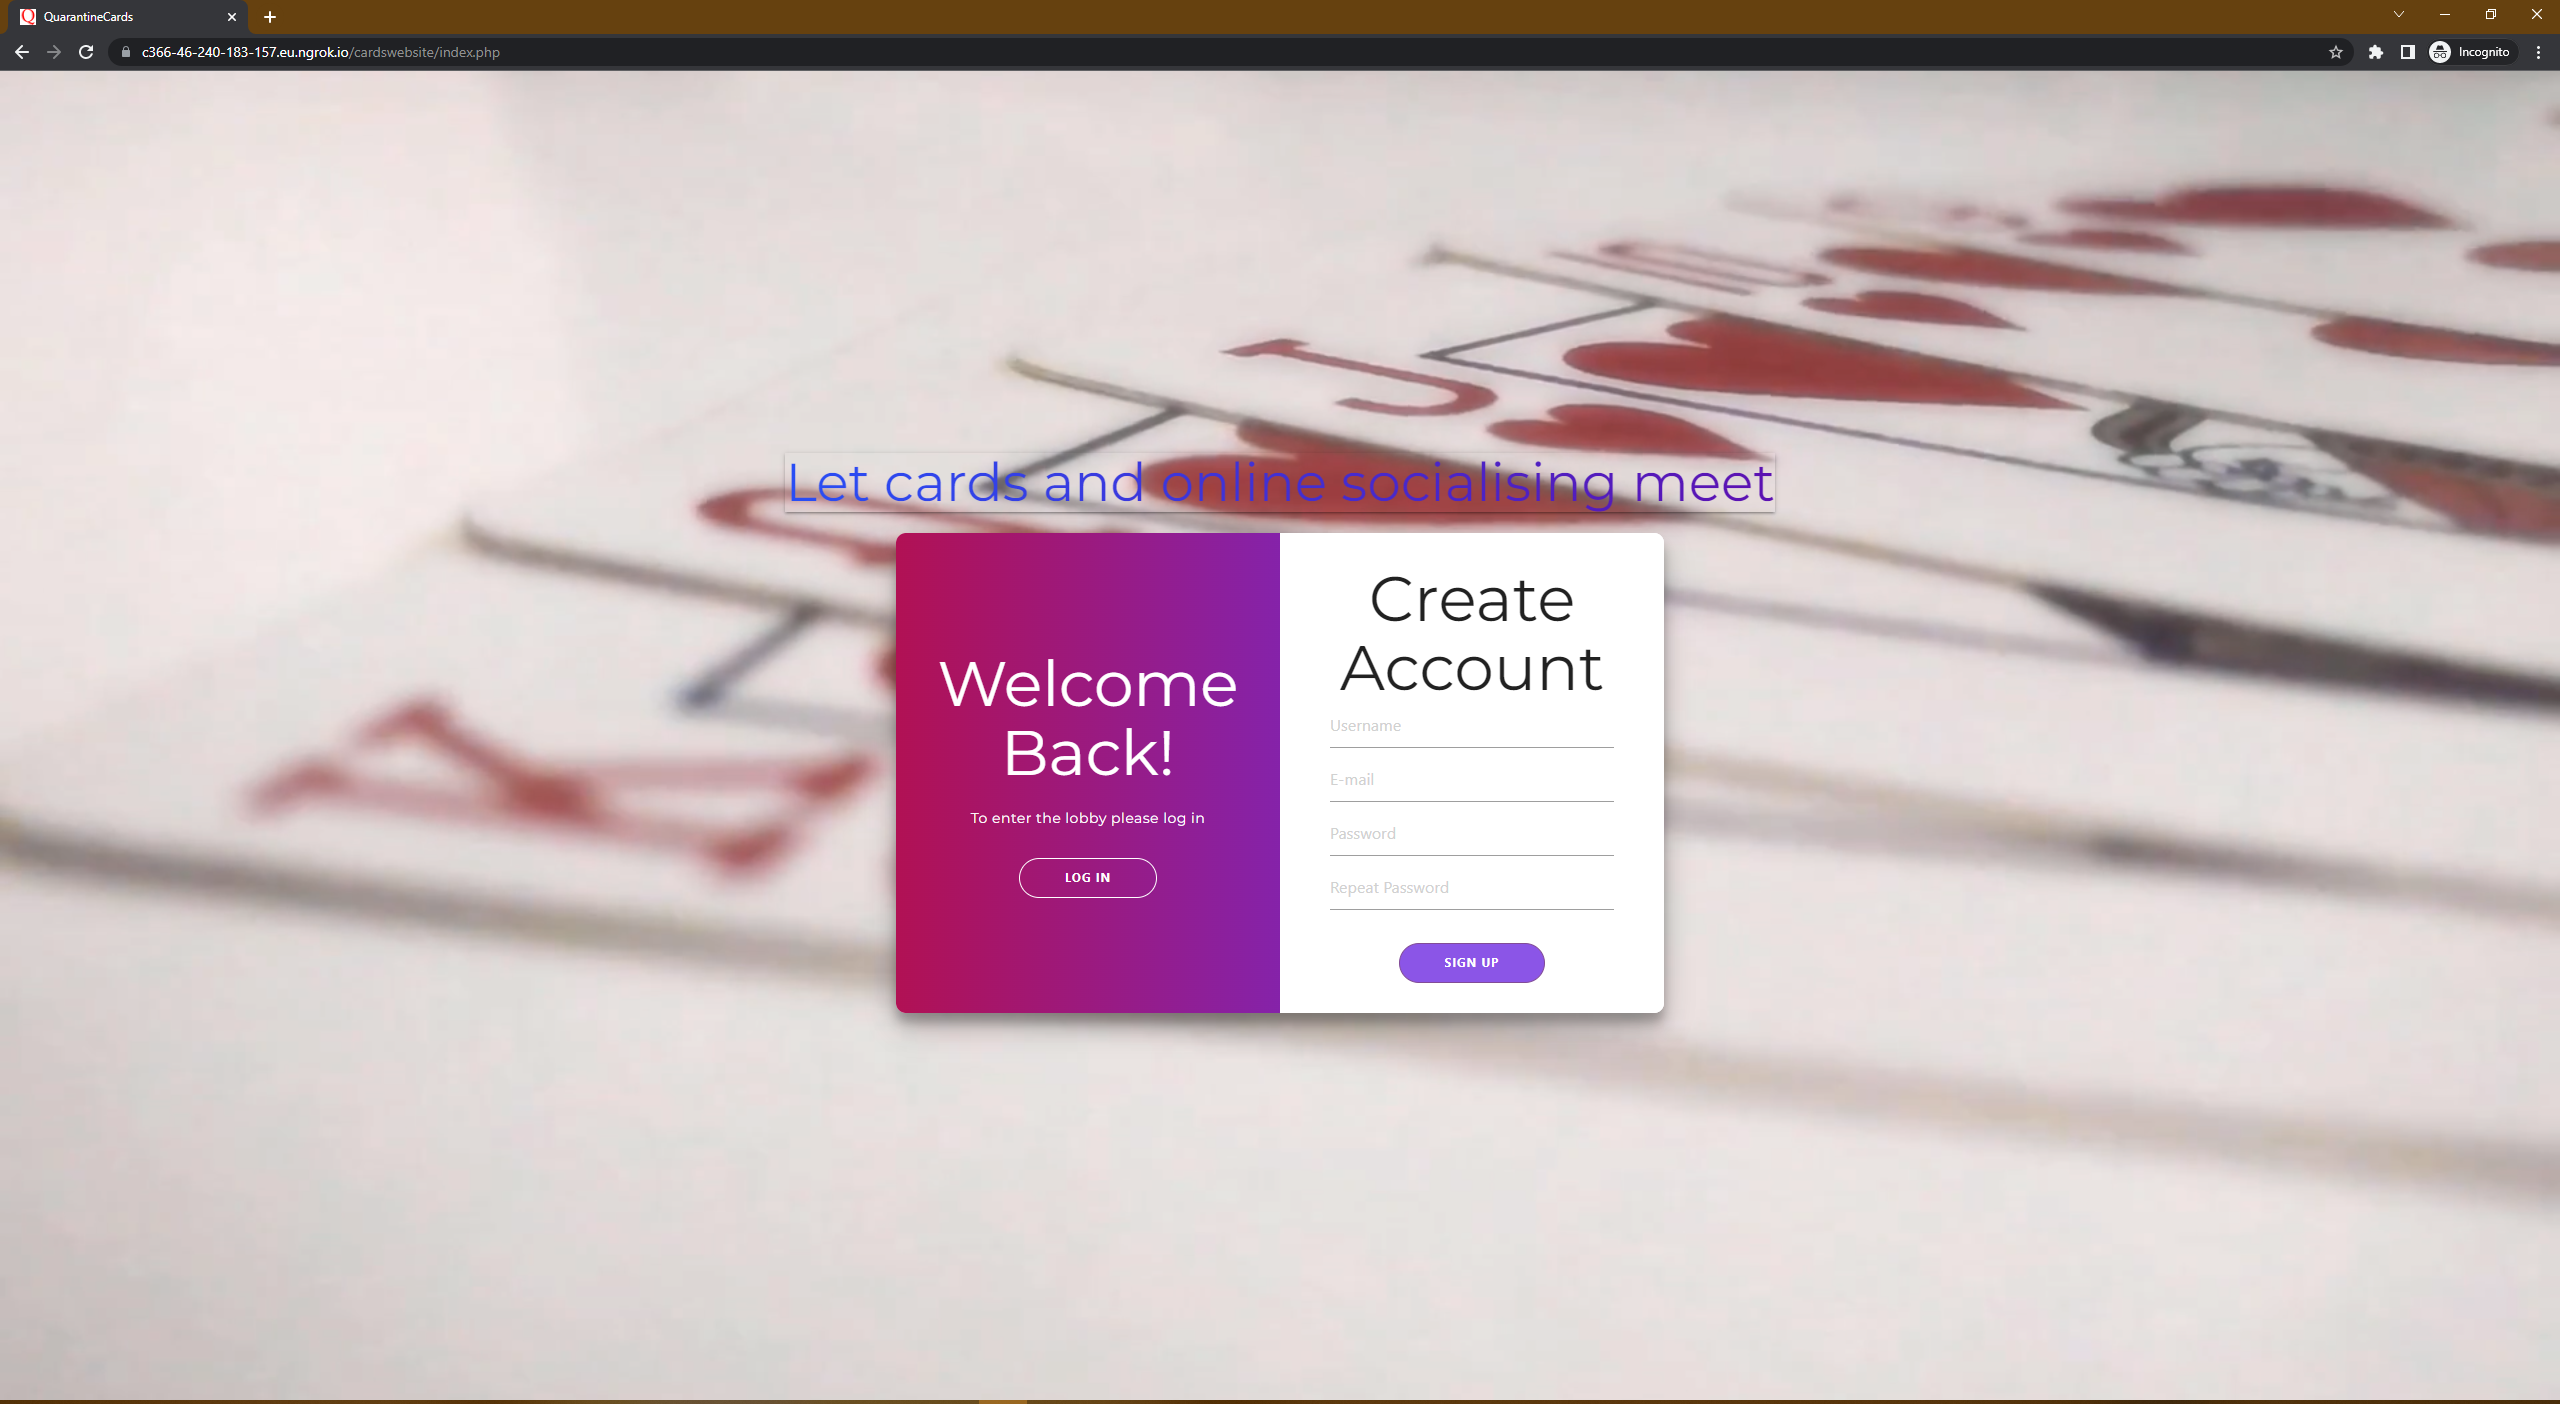 QuarantineCards
c366-46-240-183-157.eu.ngrok.io/cardswebsite/index.php
Incognito
J
Let cards and online socialising meet
Q
K
Welcome
Back!
To enter the lobby please log in
LOG IN
Create
Account
Username
E-mail
Password
Repeat Password
SIGN UP